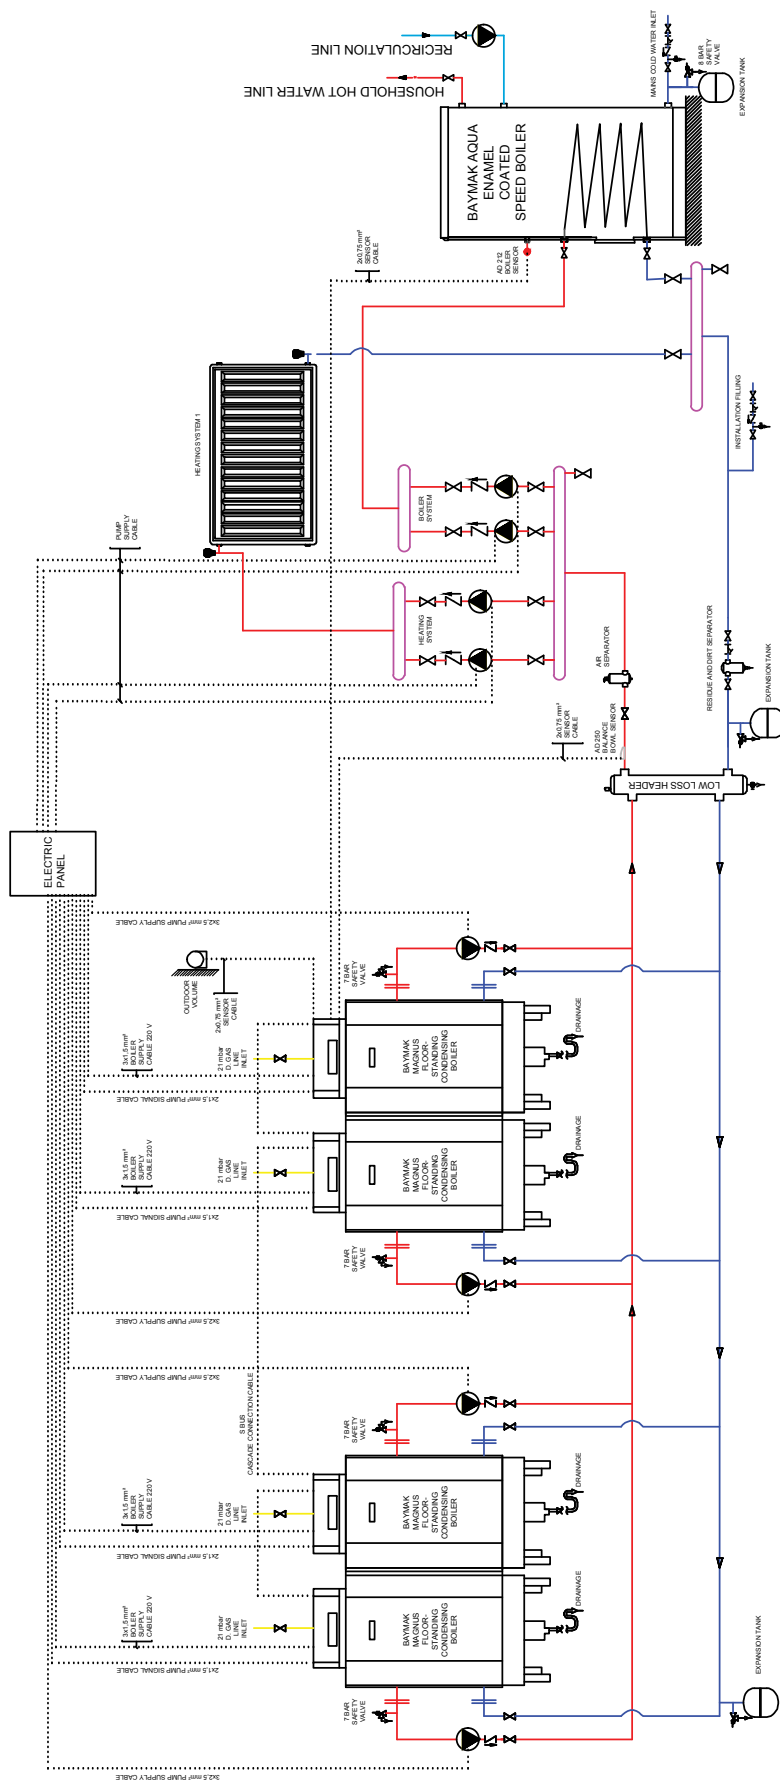 RECIRCULATION LINE
HOUSEHOLD HOT WATER LINE
MAINS COLD WATER INLET
8 BAR
SAFETY
VALVE
EXPANSION TANK
BAYMAK AQUA
ENAMEL
COATED
SPEED BOILER
2x0,75 mm²
SENSOR
CABLE
AD 212
BOILER
SENSOR
HEATING SYSTEM 1
INSTALLATION FILLING
PUMP
SUPPLY
CABLE
BOILER
SYSTEM
HEATING
SYSTEM
AIR
SEPARATOR
RESIDUE AND DIRT SEPARATOR
EXPANSION TANK
2x0,75 mm²
SENSOR
CABLE
AD 250
BALANCE
BOWL SENSOR
LOW LOSS HEADER
ELECTRIC
PANEL
3x2,5 mm² PUMP SUPPLY CABLE
OUTDOOR
VOLUME
2x0,75 mm²
SENSOR
CABLE
7 BAR
SAFETY
VALVE
3x1,5 mm²
BOILER
SUPPLY
CABLE 220 V
21 mbar
D. GAS
LINE
INLET
2x1,5 mm² PUMP SIGNAL CABLE
BAYMAK
MAGNUS
FLOOR-
STANDING
CONDENSING
BOILER
DRAINAGE
3x1,5 mm²
BOILER
SUPPLY
CABLE 220 V
21 mbar
D. GAS
LINE
INLET
2x1,5 mm² PUMP SIGNAL CABLE
BAYMAK
MAGNUS
FLOOR-
STANDING
CONDENSING
BOILER
DRAINAGE
7 BAR
SAFETY
VALVE
3x2,5 mm² PUMP SUPPLY CABLE
3x2,5 mm² PUMP SUPPLY CABLE
S BUS
CASCADE CONNECTION CABLE
7 BAR
SAFETY
VALVE
3x1,5 mm²
BOILER
SUPPLY
CABLE 220 V
21 mbar
D. GAS
LINE
INLET
2x1,5 mm² PUMP SIGNAL CABLE
BAYMAK
MAGNUS
FLOOR-
STANDING
CONDENSING
BOILER
DRAINAGE
3x1,5 mm²
BOILER
SUPPLY
CABLE 220 V
21 mbar
D. GAS
LINE
INLET
2x1,5 mm² PUMP SIGNAL CABLE
BAYMAK
MAGNUS
FLOOR-
STANDING
CONDENSING
BOILER
DRAINAGE
7 BAR
SAFETY
VALVE
3x2,5 mm² PUMP SUPPLY CABLE
EXPANSION TANK